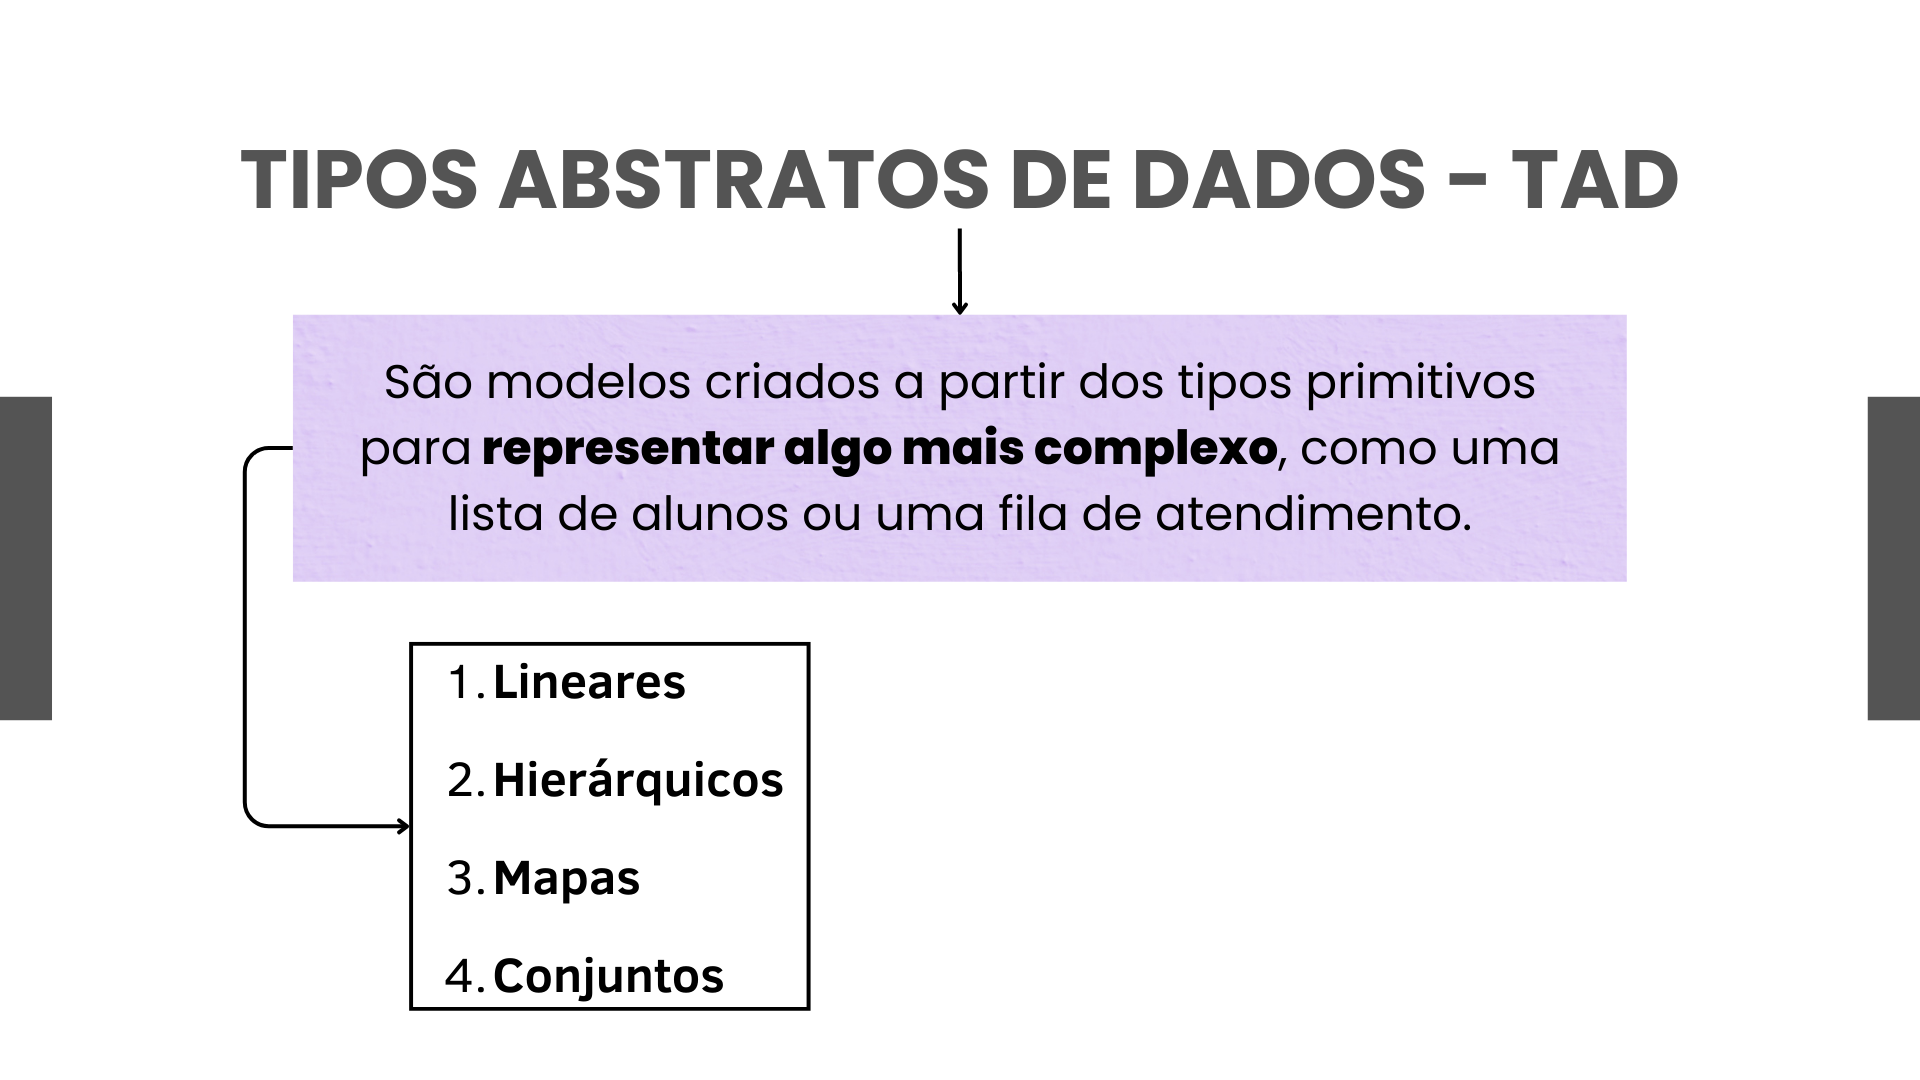 TIPOS ABSTRATOS DE DADOS - TAD
São modelos criados a partir dos tipos primitivos
para representar algo mais complexo, como uma
lista de alunos ou uma fila de atendimento.
1. Lineares
2. Hierárquicos
3. Mapas
4. Conjuntos